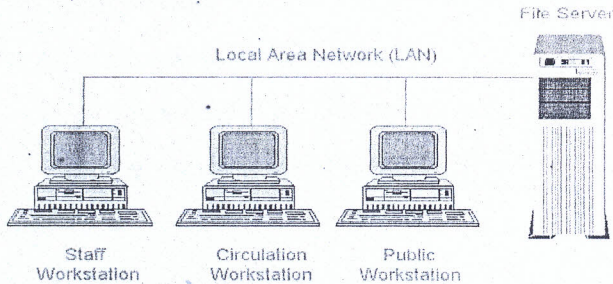 File Server
Local Area Network (LAN)
Staff
Workstation
Circulation
Workstation
Public
Workstation